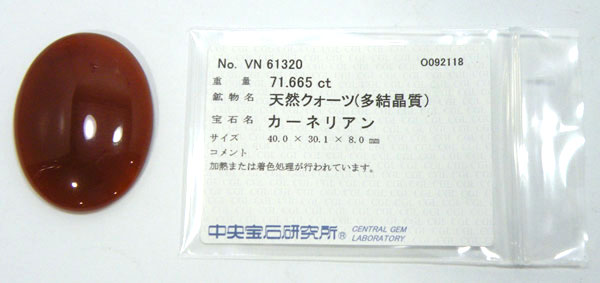 No. VN 61320 O092118
重量 71.665 ct
鉱物名 天然クォーツ(多結晶質)
宝石名 カーネリアン
サイズ 40.0 × 30.1 × 8.0 ㎜
コメント
加熱または着色処理が行われています。
中央宝石研究所® CENTRAL GEM
LABORATORY